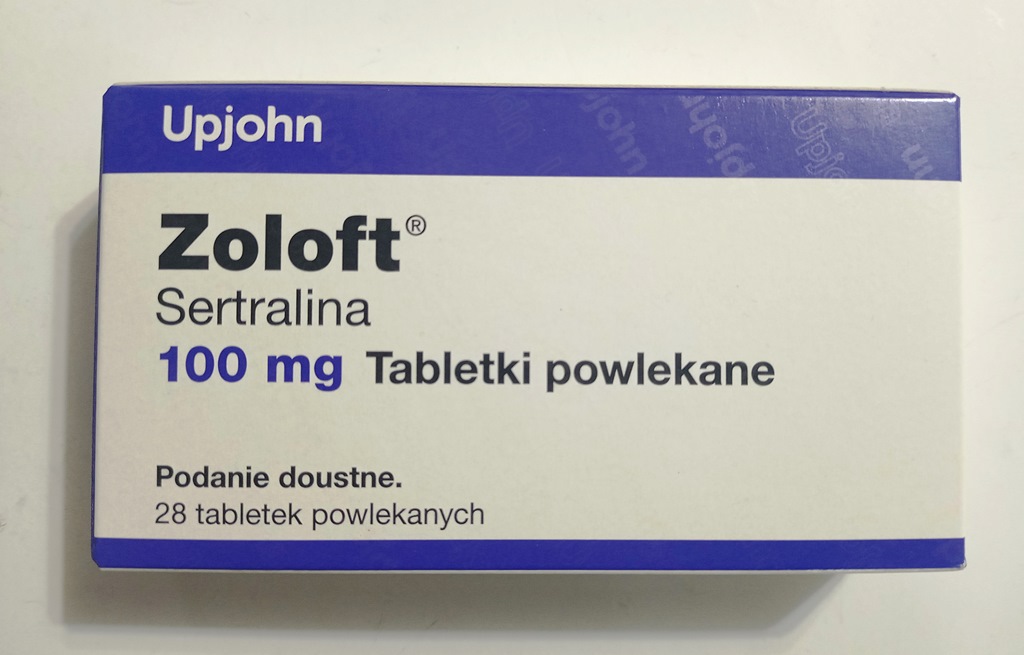 Upjohn
Zoloft®
Sertralina
100 mg Tabletki powlekane
Podanie doustne.
28 tabletek powlekanych